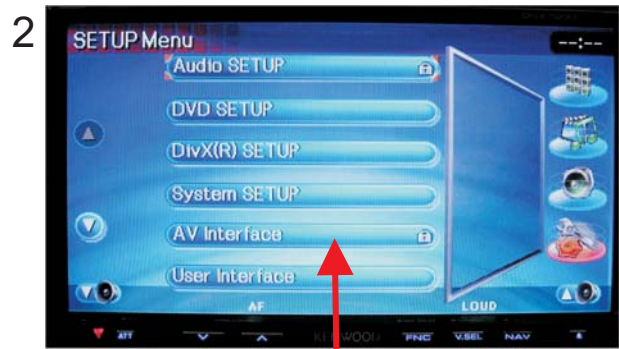 2
SETUP Menu
--:--
Audio SETUP
DVD SETUP
DivX(R) SETUP
System SETUP
AV Interface
User Interface
AF LOUD
ATT KENWOOD FNC V.SEL NAV